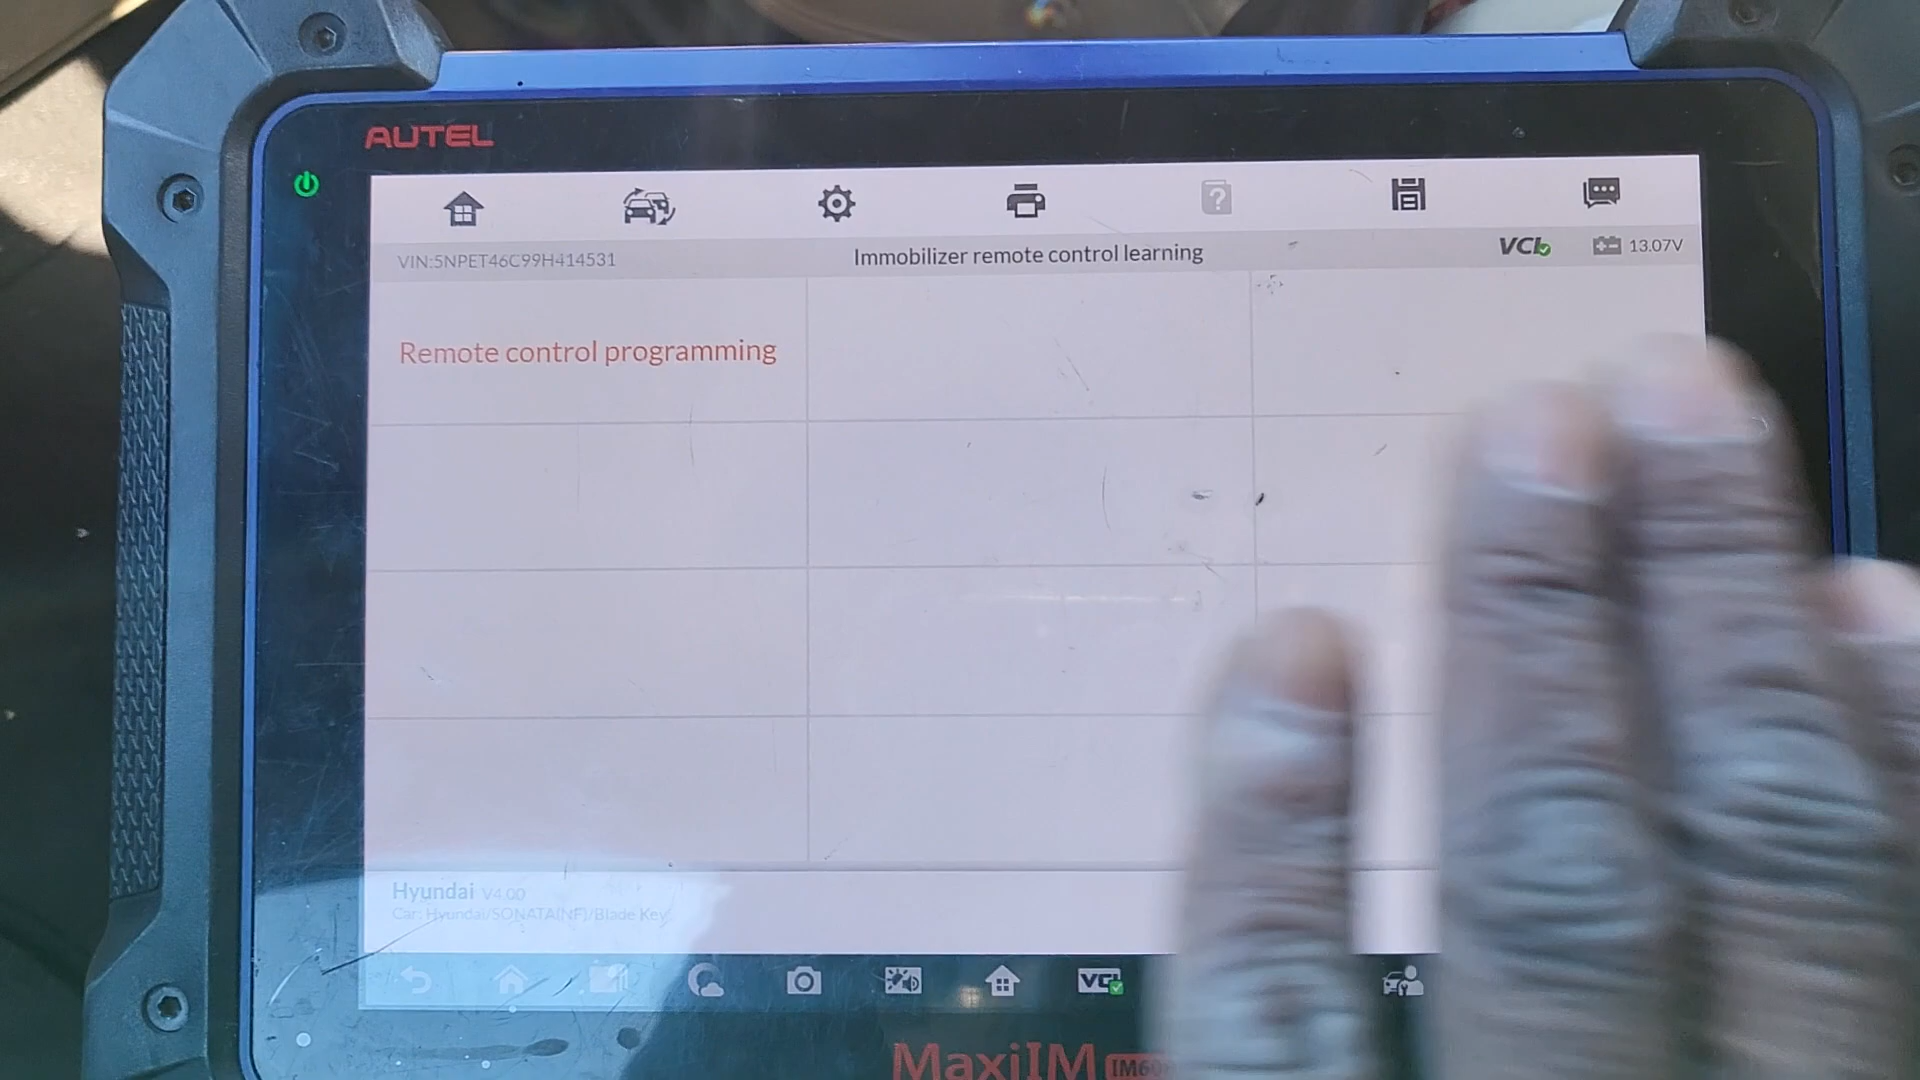 AUTEL
VIN:5NPET46C99H414531
Immobilizer remote control learning
VCI
13.07V
Remote control programming
Hyundai V4.00
Car: Hyundai/SONATA(NF)/Blade Key
VCI
MaxiIM